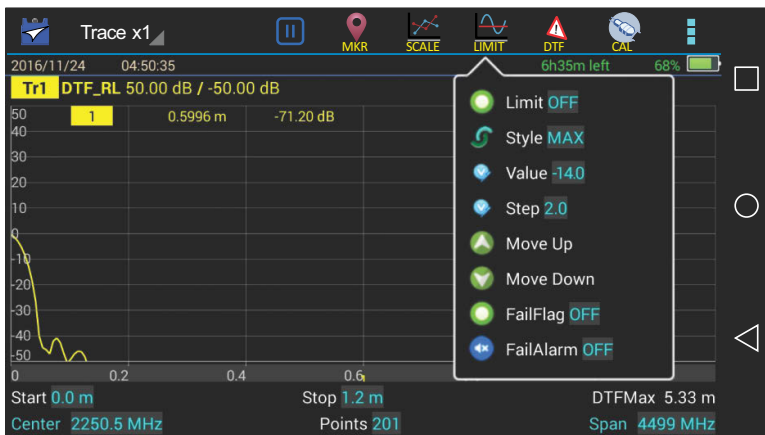 Trace x1
MKR SCALE LIMIT DTF CAL
2016/11/24 04:50:35 6h35m left 68%
Tr1 DTF_RL 50.00 dB / -50.00 dB
50 1 0.5996 m -71.20 dB
40
30
20
10
0
-10
-20
-30
-40
-50
Limit OFF
Style MAX
Value -14.0
Step 2.0
Move Up
Move Down
FailFlag OFF
FailAlarm OFF
0 0.2 0.4 0.6
Start 0.0 m Stop 1.2 m DTFMax 5.33 m
Center 2250.5 MHz Points 201 Span 4499 MHz